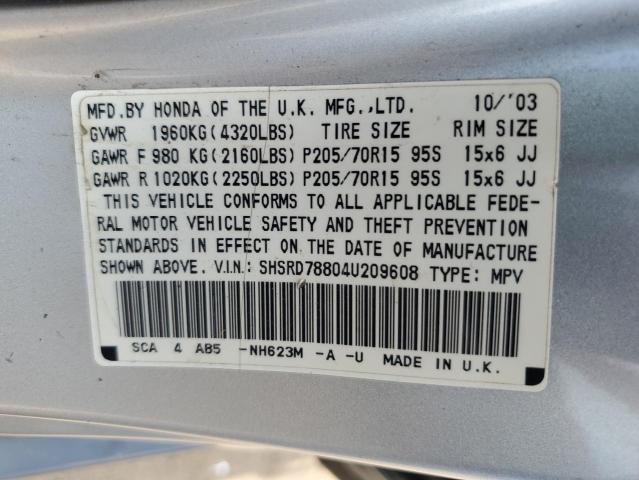 MFD.BY HONDA OF THE U.K. MFG.,LTD. 10/'03
GVWR 1960KG(4320LBS) TIRE SIZE RIM SIZE
GAWR F 980 KG(2160LBS) P205/70R15 95S 15x6 JJ
GAWR R 1020KG(2250LBS) P205/70R15 95S 15x6 JJ
THIS VEHICLE CONFORMS TO ALL APPLICABLE FEDE-
RAL MOTOR VEHICLE SAFETY AND THEFT PREVENTION
STANDARDS IN EFFECT ON THE DATE OF MANUFACTURE
SHOWN ABOVE. V.I.N.: SHSRD78804U209608 TYPE: MPV
SCA 4 AB5 -NH623M -A -U MADE IN U.K.